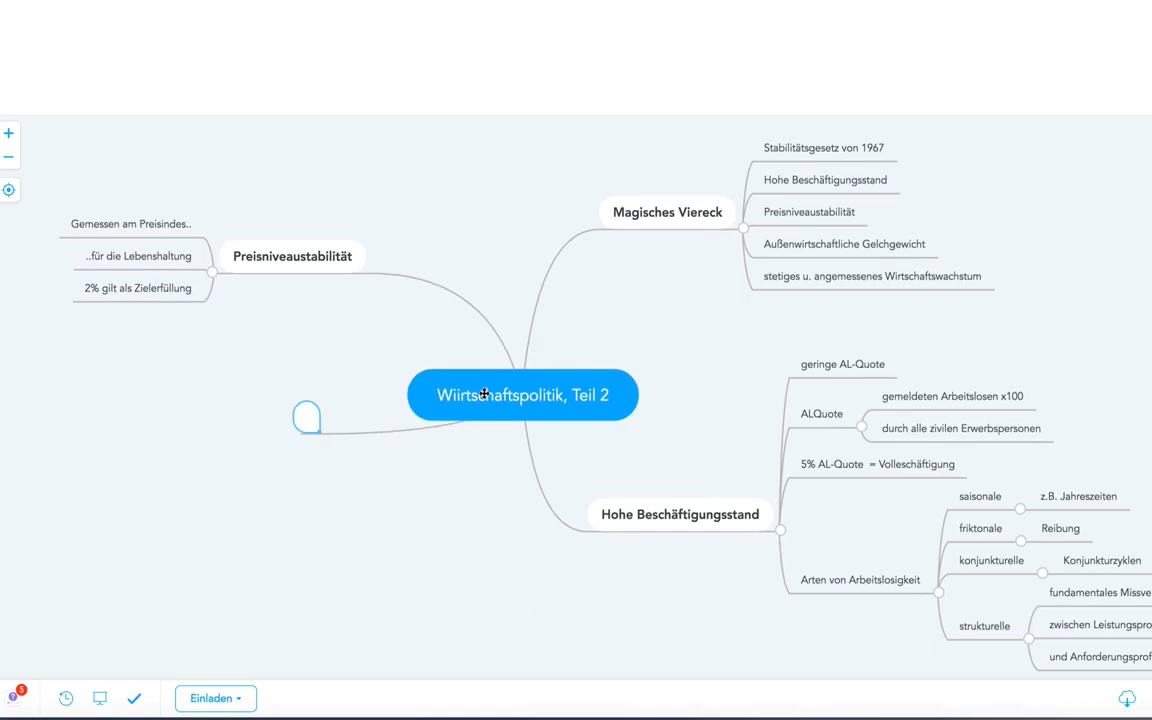 Wiirtschaftspolitik, Teil 2
Magisches Viereck
Stabilitätsgesetz von 1967
Hohe Beschäftigungsstand
Preisniveaustabilität
Außenwirtschaftliche Gelchgewicht
stetiges u. angemessenes Wirtschaftswachstum
Hohe Beschäftigungsstand
geringe AL-Quote
ALQuote
gemeldeten Arbeitslosen x100
durch alle zivilen Erwerbspersonen
5% AL-Quote = Volleschäftigung
Arten von Arbeitslosigkeit
saisonale
z.B. Jahreszeiten
friktonale
Reibung
konjunkturelle
Konjunkturzyklen
strukturelle
fundamentales Missve
zwischen Leistungspro
und Anforderungsprof
Preisniveaustabilität
Gemessen am Preisindes..
..für die Lebenshaltung
2% gilt als Zielerfüllung
5
Einladen